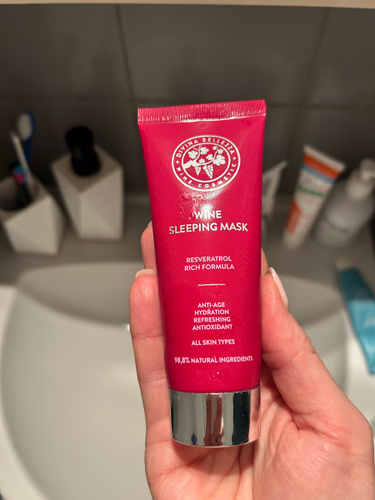 DIVINA BELLEZZA
WINE COSMETICS
WINE
SLEEPING MASK
RESVERATROL
RICH FORMULA
ANTI-AGE
HYDRATION
REFRESHING
ANTIOXIDANT
ALL SKIN TYPES
98,8% NATURAL INGREDIENTS